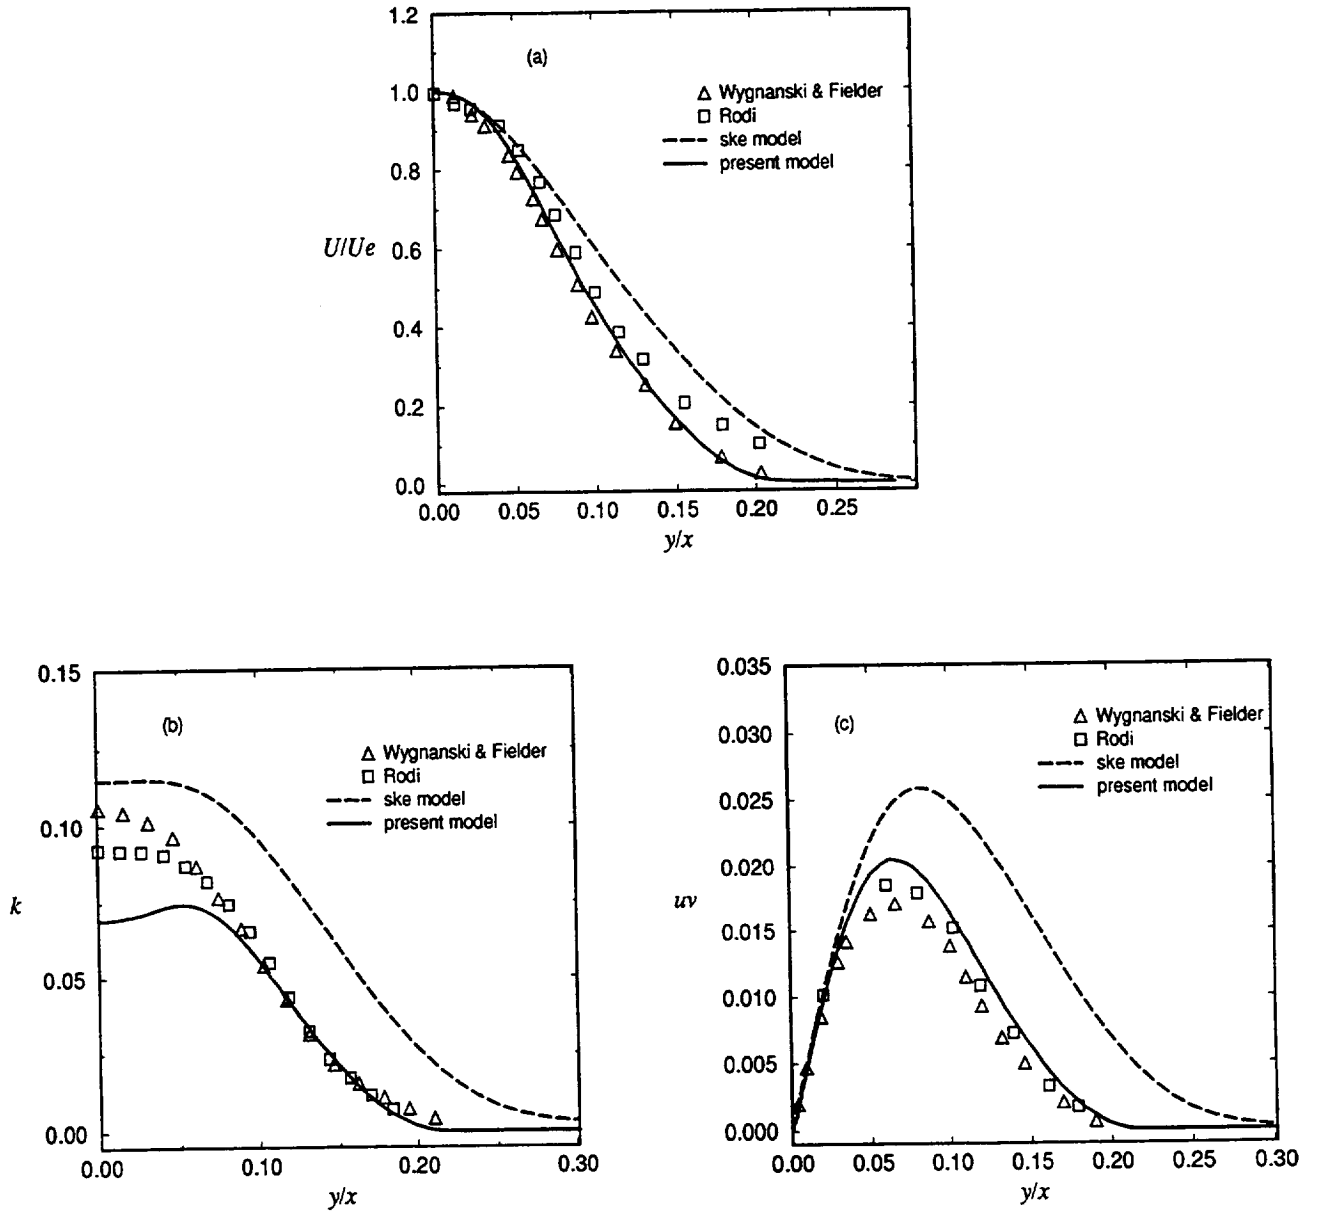 1.2
(a)
1.0
Wygnanski & Fielder
Rodi
ske model
present model
0.8
U/Ue 0.6
0.4
0.2
0.0
0.00 0.05 0.10 0.15 0.20 0.25
y/x
0.15
(b)
Wygnanski & Fielder
Rodi
ske model
present model
0.10
k
0.05
0.00
0.00 0.10 0.20 0.30
y/x
0.035
(c)
Wygnanski & Fielder
Rodi
ske model
present model
0.030
0.025
0.020
uv
0.015
0.010
0.005
0.000
0.00 0.05 0.10 0.15 0.20 0.25 0.30
y/x